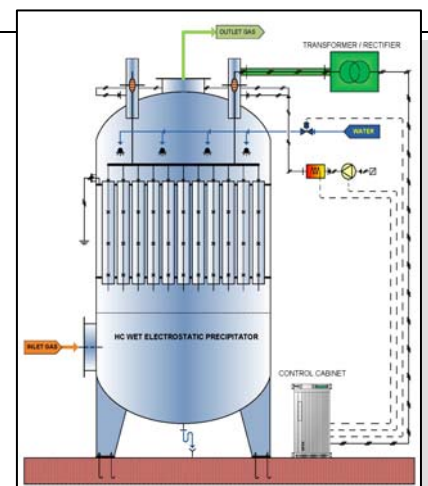 OUTLET GAS
TRANSFORMER / RECTIFIER
WATER
HC WET ELECTROSTATIC PRECIPITATOR
INLET GAS
CONTROL CABINET